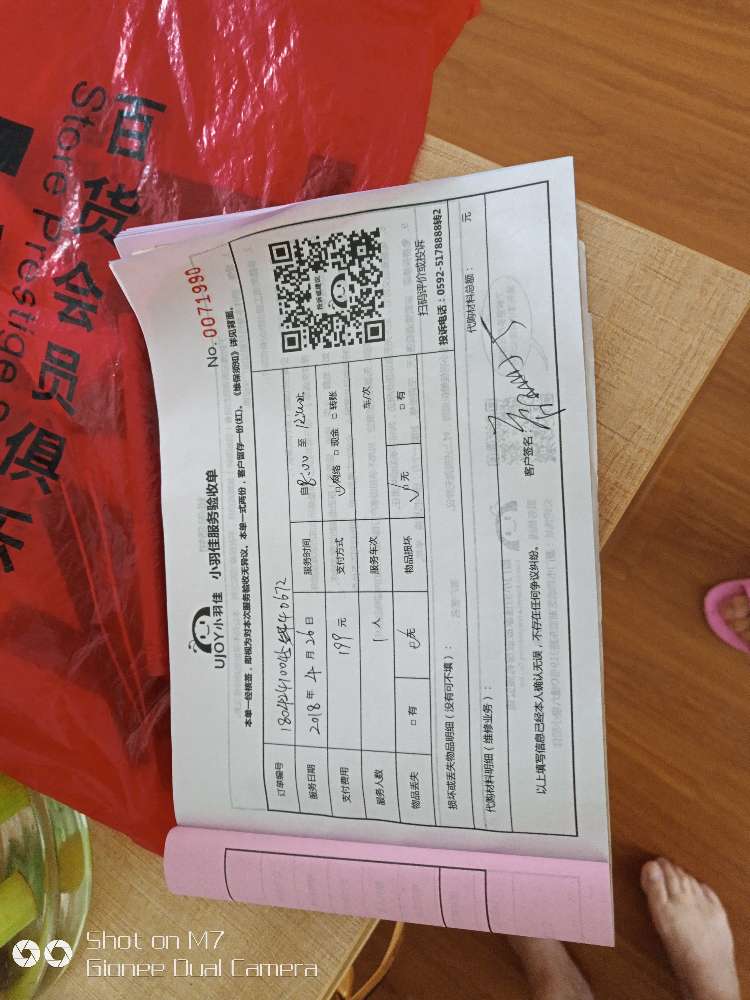 百货会员俱乐
Store Prestige
UJOY小羽佳 小羽佳服务验收单 No. 0071990
本单一经核签，即视为对本次服务验收无异议。本单一式两份，客户留存一份(红)。《维保须知》详见背面。
订单编号
服务日期 2018 年 4 月 26 日 服务时间 自 8:00 至
支付费用 199 元 支付方式 ☑网络 □ 现金 □ 转账
服务人数 1 人 服务车次 车/次
物品丢失 □ 有 ☑ 无 物品损坏 ☑ 无 □ 有
投诉或建议
扫码评价或投诉
投诉电话：0592-5178888转2
损坏或丢失物品明细（没有可不填）：
代购材料明细（维修业务）： 代购材料总额： 元
以上填写信息已经本人确认无误，不存在任何争议纠纷。 客户签名：
Shot on M7
Gionee Dual Camera